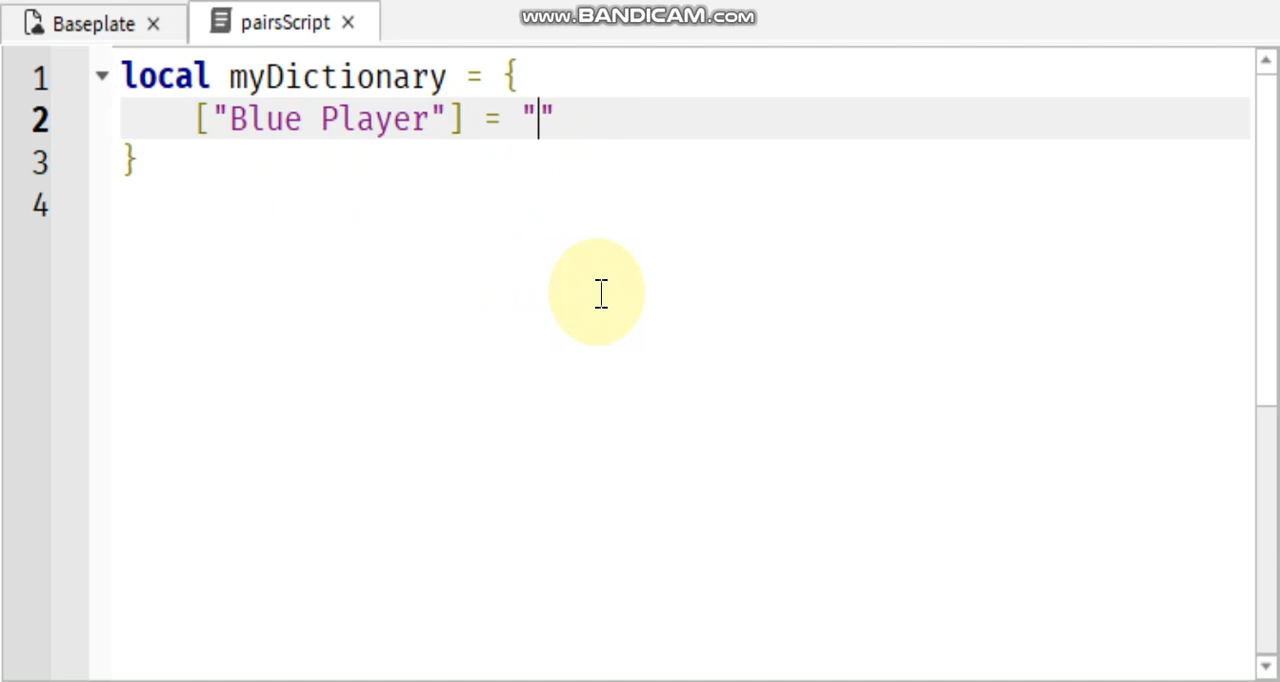 www.BANDICAM.com
Baseplate
pairsScript
1 local myDictionary = {
2 ["Blue Player"] = ""
3 }
4